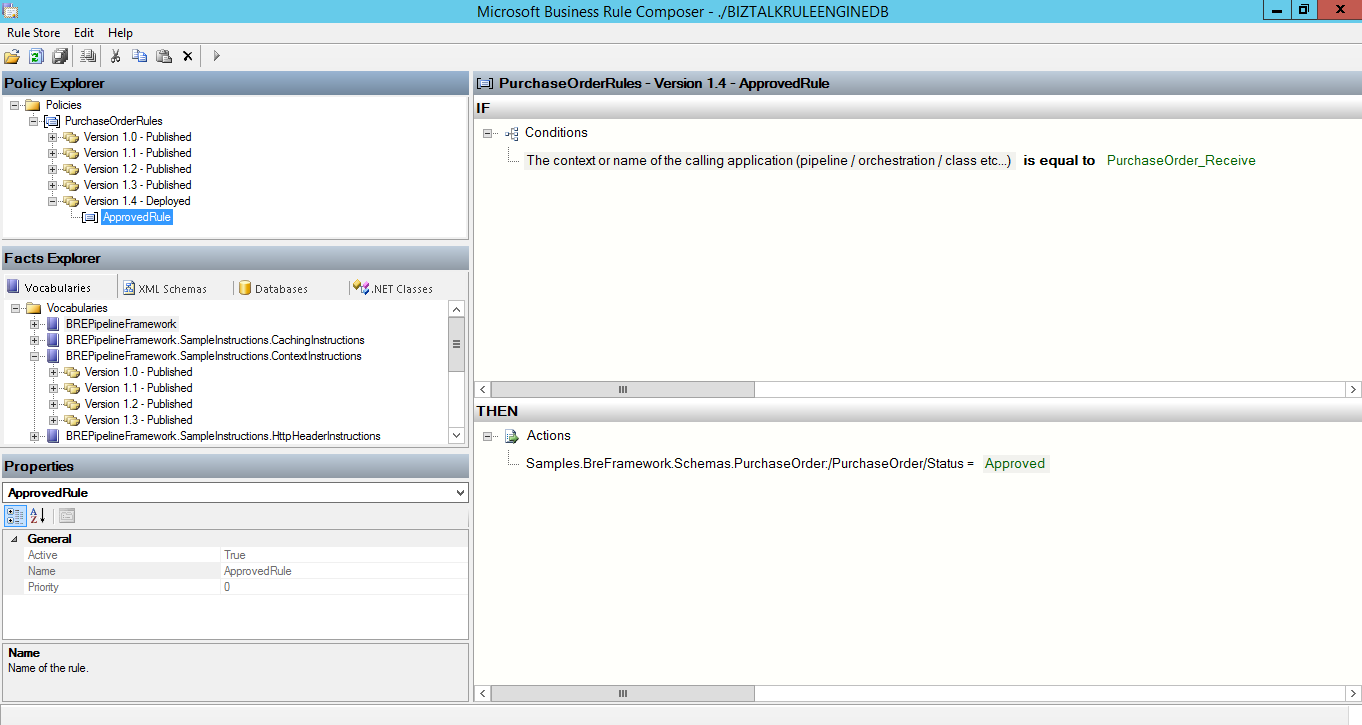 Microsoft Business Rule Composer - ./BIZTALKRULEENGINEDB
Rule Store Edit Help
Policy Explorer
Policies
PurchaseOrderRules
Version 1.0 - Published
Version 1.1 - Published
Version 1.2 - Published
Version 1.3 - Published
Version 1.4 - Deployed
ApprovedRule
Facts Explorer
Vocabularies XML Schemas Databases .NET Classes
Vocabularies
BREPipelineFramework
BREPipelineFramework.SampleInstructions.CachingInstructions
BREPipelineFramework.SampleInstructions.ContextInstructions
Version 1.0 - Published
Version 1.1 - Published
Version 1.2 - Published
Version 1.3 - Published
BREPipelineFramework.SampleInstructions.HttpHeaderInstructions
Properties
ApprovedRule
General
Active True
Name ApprovedRule
Priority 0
Name
Name of the rule.
PurchaseOrderRules - Version 1.4 - ApprovedRule
IF
Conditions
The context or name of the calling application (pipeline / orchestration / class etc...) is equal to PurchaseOrder_Receive
THEN
Actions
Samples.BreFramework.Schemas.PurchaseOrder:/PurchaseOrder/Status = Approved